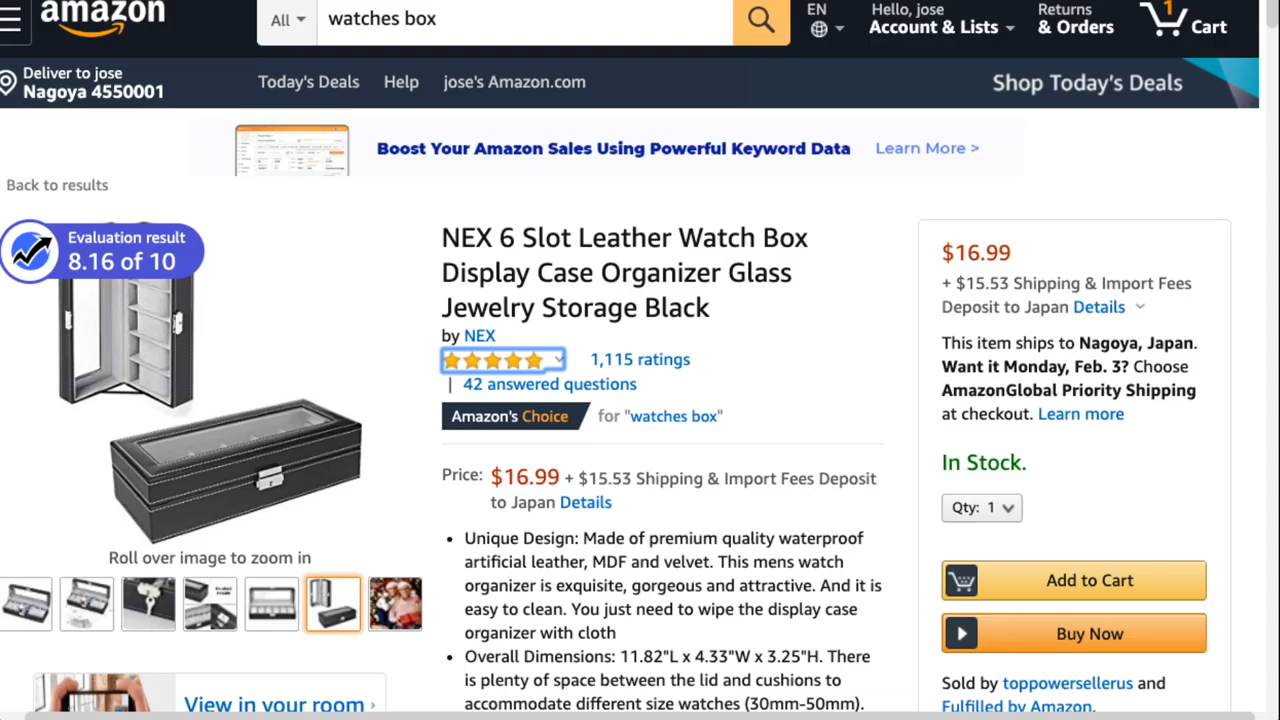 amazon
All
watches box
EN
Hello, jose
Account & Lists
Returns
& Orders
1
Cart
Deliver to jose
Nagoya 4550001
Today's Deals
Help
jose's Amazon.com
Shop Today's Deals
Boost Your Amazon Sales Using Powerful Keyword Data
Learn More >
Back to results
Evaluation result
8.16 of 10
Roll over image to zoom in
View in your room ›
NEX 6 Slot Leather Watch Box
Display Case Organizer Glass
Jewelry Storage Black
by NEX
1,115 ratings
| 42 answered questions
Amazon's Choice for "watches box"
Price: $16.99 + $15.53 Shipping & Import Fees Deposit
to Japan Details
• Unique Design: Made of premium quality waterproof
artificial leather, MDF and velvet. This mens watch
organizer is exquisite, gorgeous and attractive. And it is
easy to clean. You just need to wipe the display case
organizer with cloth
• Overall Dimensions: 11.82"L x 4.33"W x 3.25"H. There
is plenty of space between the lid and cushions to
accommodate different size watches (30mm-50mm).
$16.99
+ $15.53 Shipping & Import Fees
Deposit to Japan Details
This item ships to Nagoya, Japan.
Want it Monday, Feb. 3? Choose
AmazonGlobal Priority Shipping
at checkout. Learn more
In Stock.
Qty: 1
Add to Cart
Buy Now
Sold by toppowersellerus and
Fulfilled by Amazon.